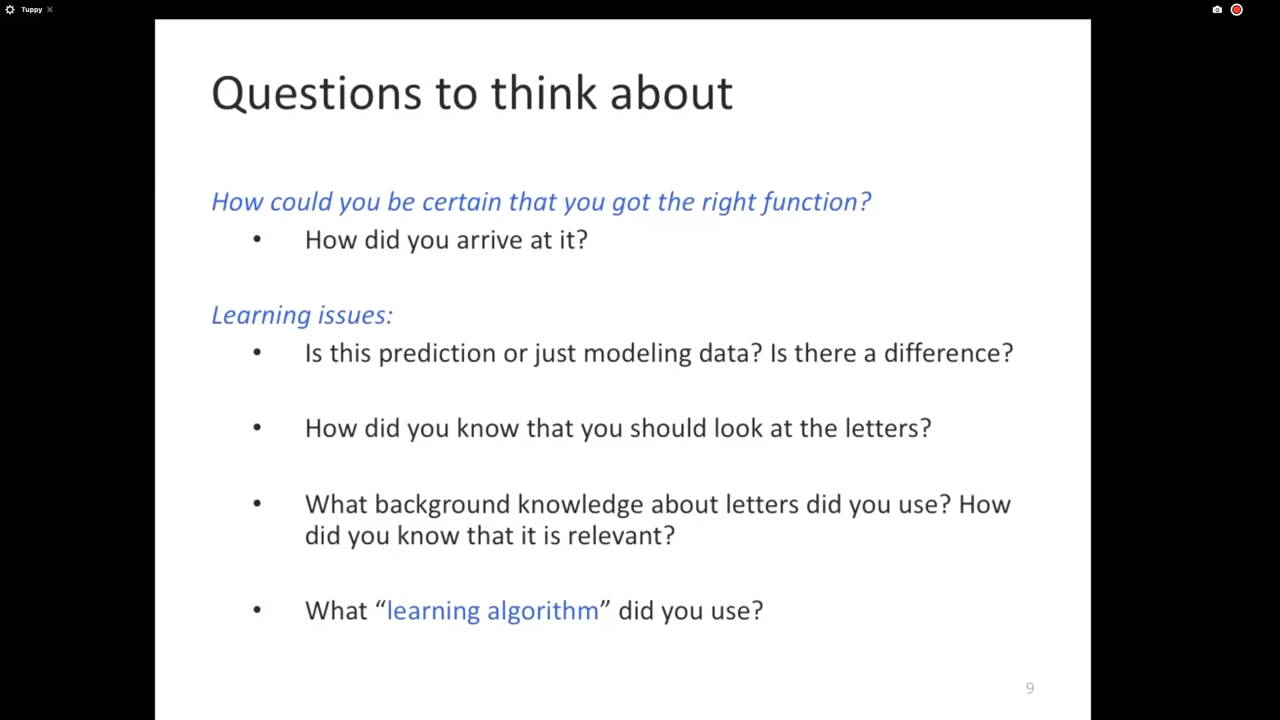 Tuppy
Questions to think about
How could you be certain that you got the right function?
• How did you arrive at it?
Learning issues:
• Is this prediction or just modeling data? Is there a difference?
• How did you know that you should look at the letters?
• What background knowledge about letters did you use? How
did you know that it is relevant?
• What “learning algorithm” did you use?
9